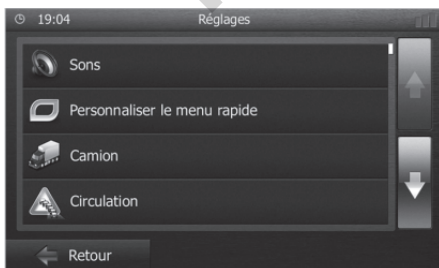 19:04 Réglages
Sons
Personnaliser le menu rapide
Camion
Circulation
Retour